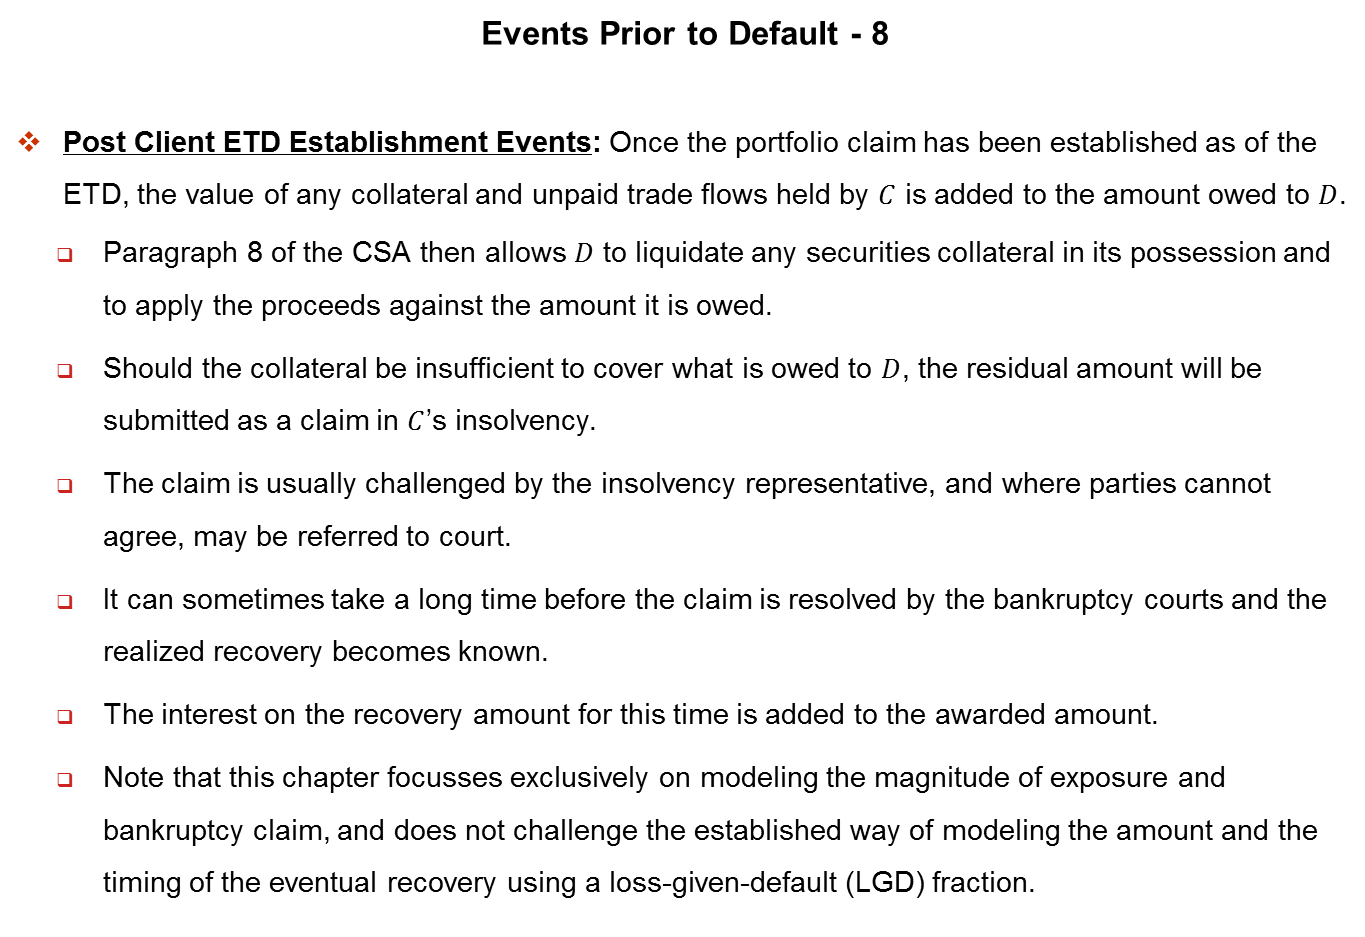 Events Prior to Default - 8
Post Client ETD Establishment Events: Once the portfolio claim has been established as of the
ETD, the value of any collateral and unpaid trade flows held by C is added to the amount owed to D.
Paragraph 8 of the CSA then allows D to liquidate any securities collateral in its possession and
to apply the proceeds against the amount it is owed.
Should the collateral be insufficient to cover what is owed to D, the residual amount will be
submitted as a claim in C’s insolvency.
The claim is usually challenged by the insolvency representative, and where parties cannot
agree, may be referred to court.
It can sometimes take a long time before the claim is resolved by the bankruptcy courts and the
realized recovery becomes known.
The interest on the recovery amount for this time is added to the awarded amount.
Note that this chapter focusses exclusively on modeling the magnitude of exposure and
bankruptcy claim, and does not challenge the established way of modeling the amount and the
timing of the eventual recovery using a loss-given-default (LGD) fraction.